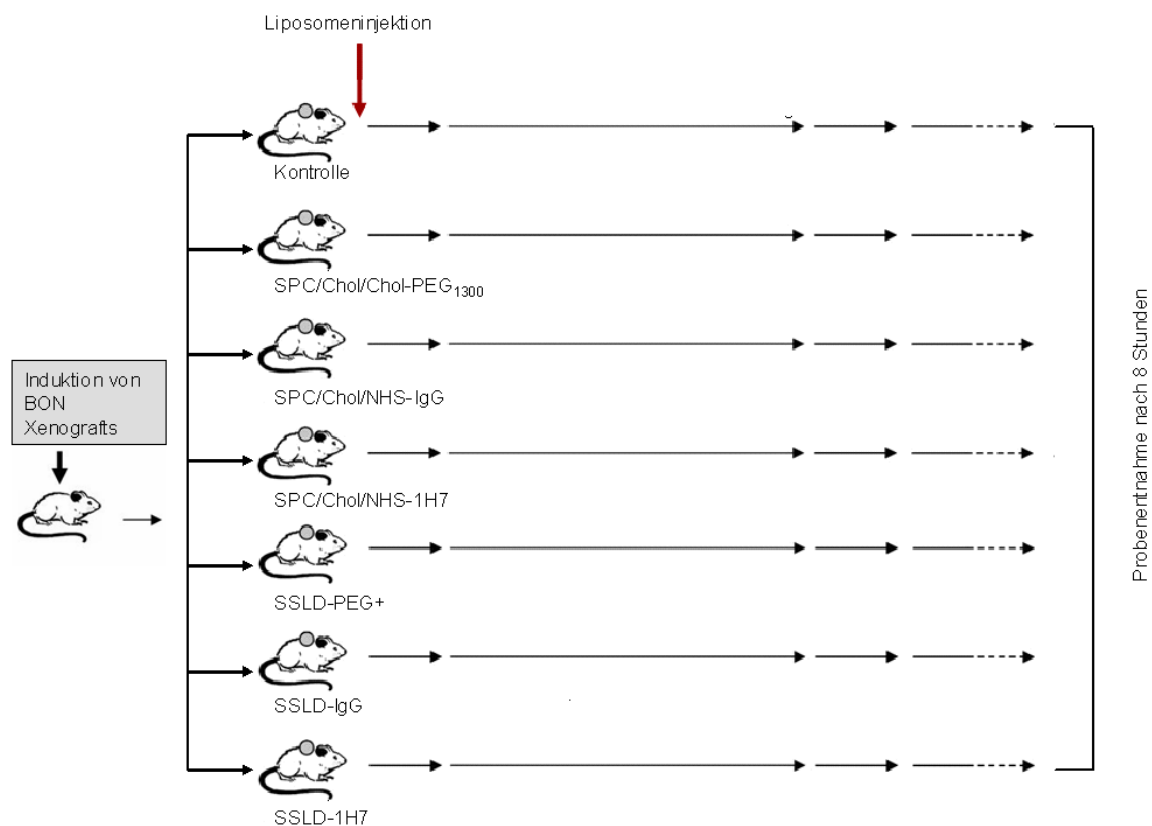 Liposomeninjektion
Kontrolle
SPC/Chol/Chol-PEG1300
SPC/Chol/NHS-IgG
Induktion von
BON
Xenografts
SPC/Chol/NHS-1H7
SSLD-PEG+
SSLD-IgG
SSLD-1H7
Probenentnahme nach 8 Stunden